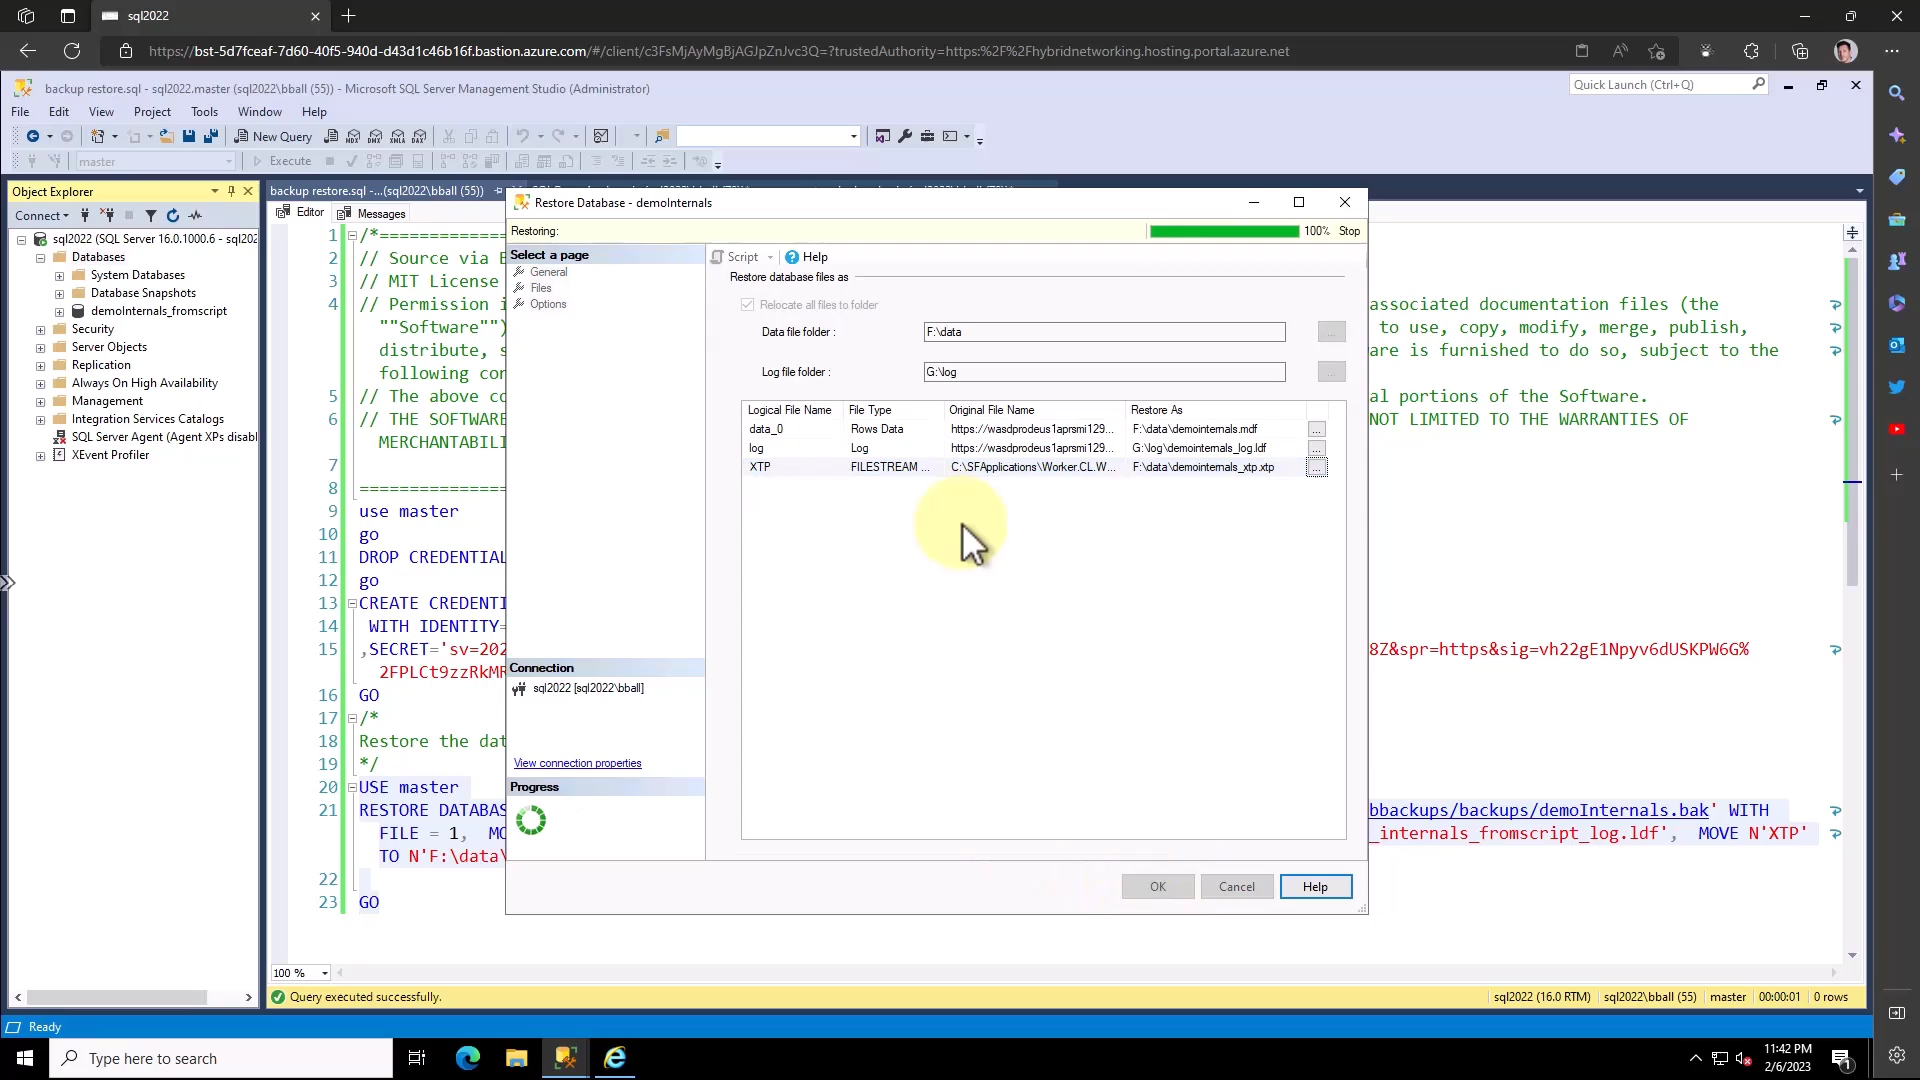 sql2022
https://bst-5d7fceaf-7d60-40f5-940d-d43d1c46b16f.bastion.azure.com/#/client/c3FsMjAyMgBjAGJpZnJvc3Q=?trustedAuthority=https:%2F%2Fhybridnetworking.hosting.portal.azure.net
backup restore.sql - sql2022.master (sql2022\bball (55)) - Microsoft SQL Server Management Studio (Administrator)
Quick Launch (Ctrl+Q)
File Edit View Project Tools Window Help
New Query
master
Execute
Object Explorer
Connect
sql2022 (SQL Server 16.0.1000.6 - sql202
Databases
System Databases
Database Snapshots
demoInternals_fromscript
Security
Server Objects
Replication
Always On High Availability
Management
Integration Services Catalogs
SQL Server Agent (Agent XPs disabl
XEvent Profiler
backup restore.sql -...(sql2022\bball (55))
Editor Messages
1 /*===============
2 // Source via
3 // MIT License
4 // Permission i
associated documentation files (the
""Software"")
to use, copy, modify, merge, publish,
distribute, s
are is furnished to do so, subject to the
following con
5 // The above co
al portions of the Software.
6 // THE SOFTWARE
NOT LIMITED TO THE WARRANTIES OF
MERCHANTABILI
7
8 ===============
9 use master
10 go
11 DROP CREDENTIAL
12 go
13 CREATE CREDENTI
14 WITH IDENTITY=
15 ,SECRET='sv=202
8Z&spr=https&sig=vh22gE1Npyv6dUSKPW6G%
2FPLCt9zzRkMR
16 GO
17 /*
18 Restore the dat
19 */
20 USE master
21 RESTORE DATABAS
bbackups/backups/demoInternals.bak' WITH
FILE = 1, MO
_internals_fromscript_log.ldf', MOVE N'XTP'
TO N'F:\data\
22
23 GO
Restore Database - demoInternals
Restoring:
100% Stop
Select a page
General
Files
Options
Script Help
Restore database files as
Relocate all files to folder
Data file folder :
F:\data
...
Log file folder :
G:\log
...
Logical File Name File Type Original File Name Restore As
data_0 Rows Data https://wasdprodeus1aprsmi129... F:\data\demointernals.mdf ...
log Log https://wasdprodeus1aprsmi129... G:\log\demointernals_log.ldf ...
XTP FILESTREAM ... C:\SFApplications\Worker.CL.W... F:\data\demointernals_xtp.xtp ...
Connection
sql2022 [sql2022\bball]
View connection properties
Progress
OK Cancel Help
100 %
Query executed successfully.
sql2022 (16.0 RTM) sql2022\bball (55) master 00:00:01 0 rows
Ready
Type here to search
11:42 PM
2/6/2023
1